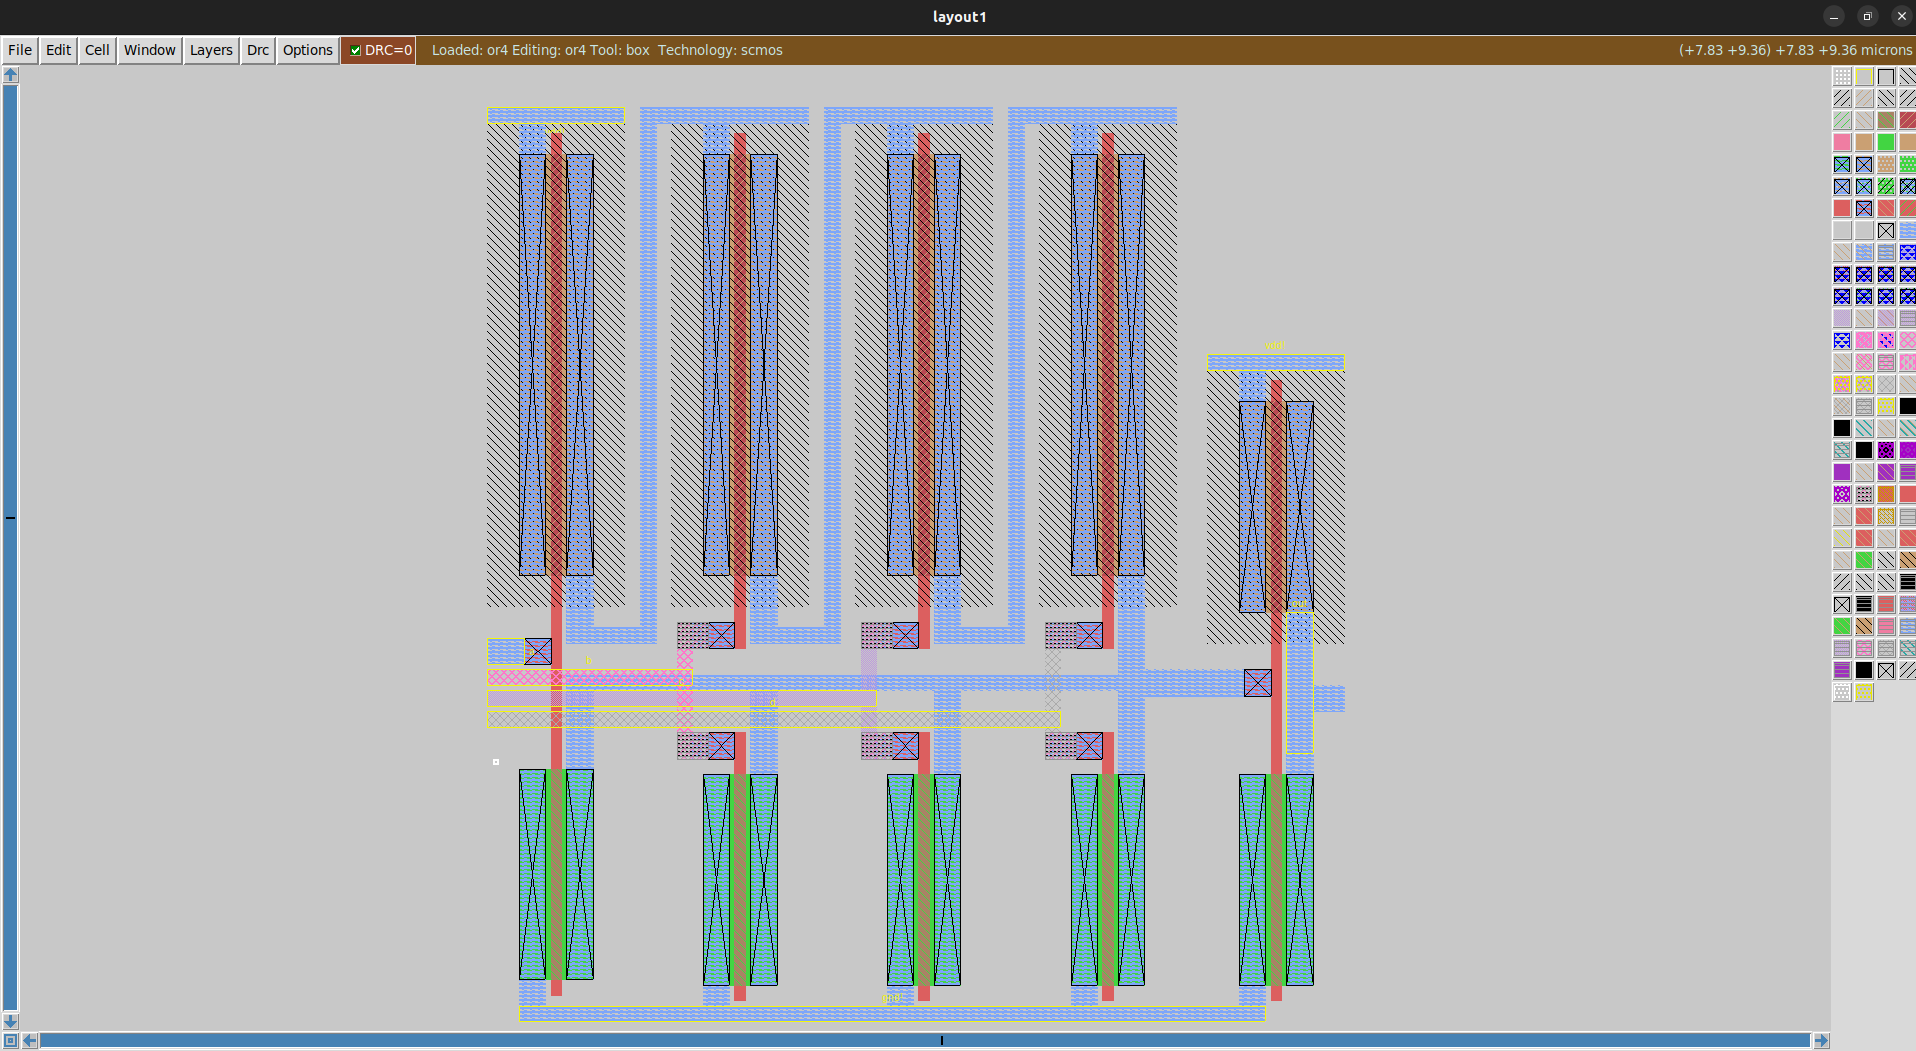 layout1
File Edit Cell Window Layers Drc Options DRC=0 Loaded: or4 Editing: or4 Tool: box Technology: scmos (+7.83 +9.36) +7.83 +9.36 microns
vdd!
out
b
c
d
gnd!